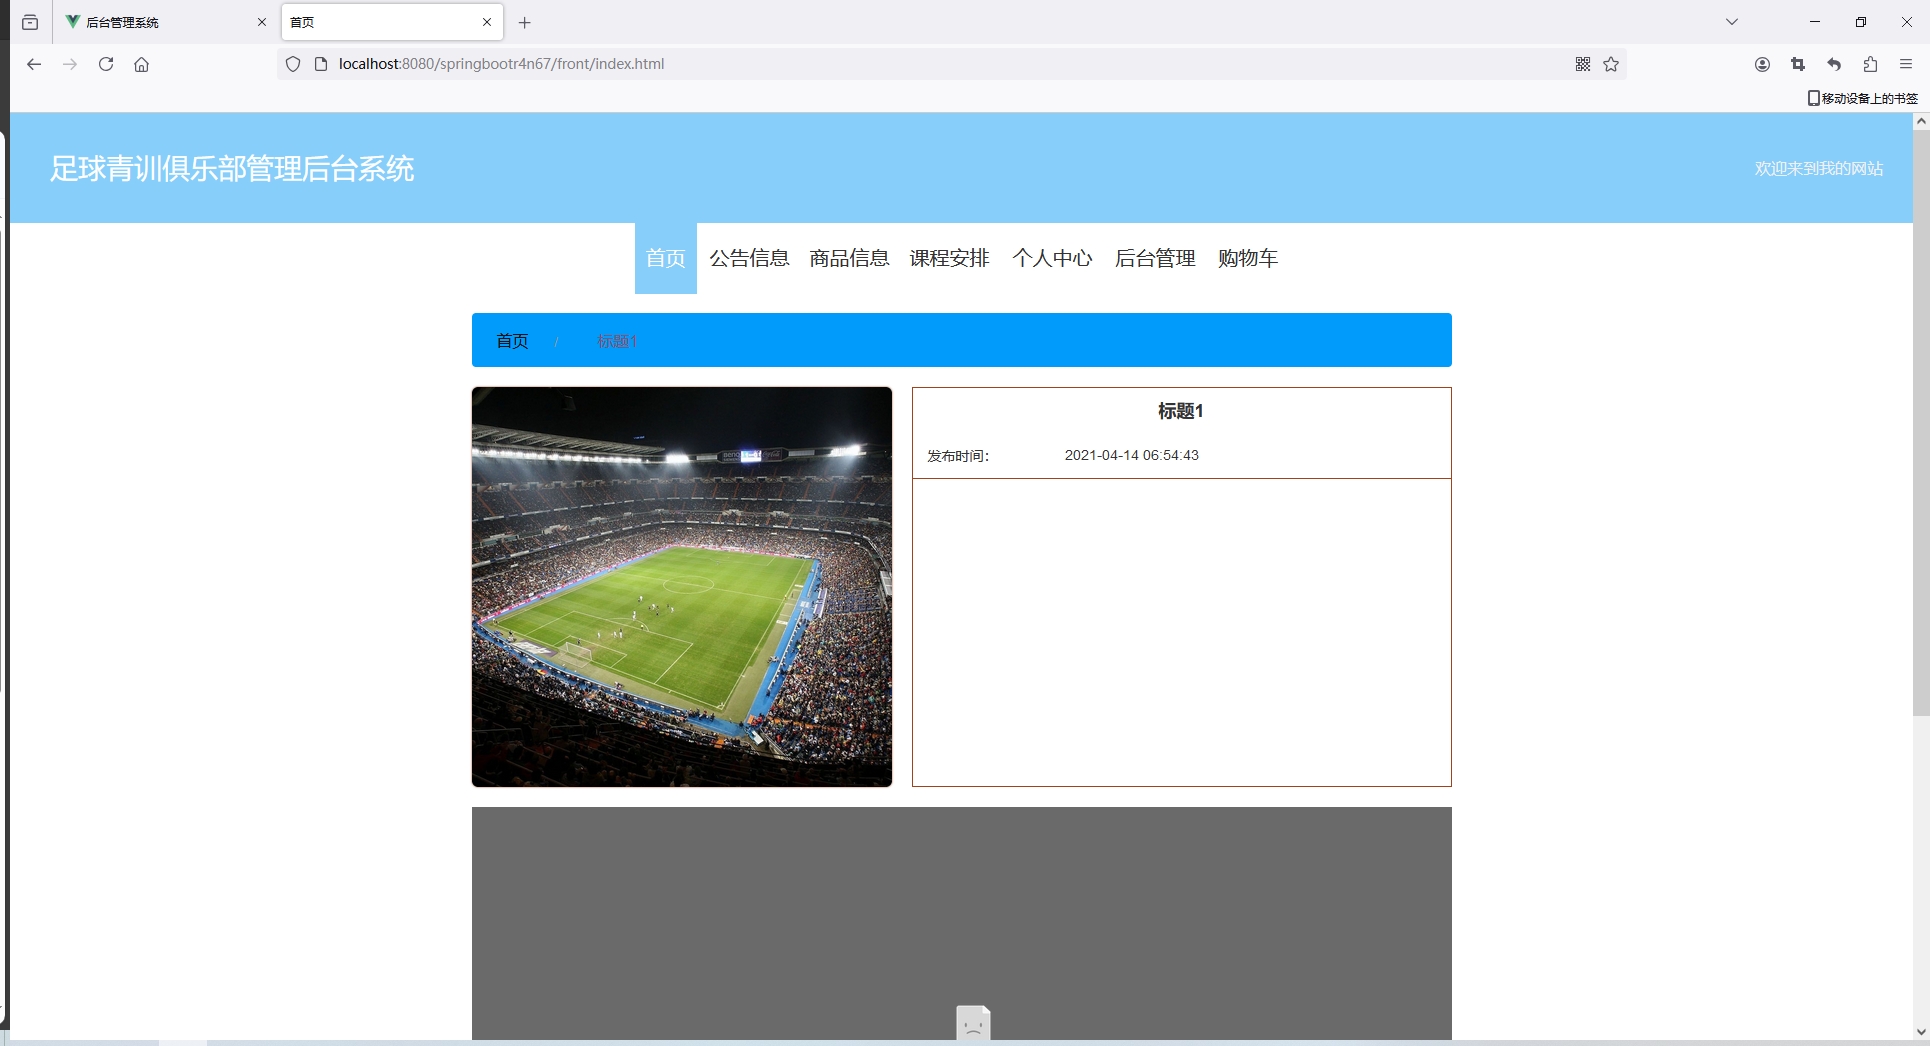 后台管理系统
首页
localhost:8080/springbootr4n67/front/index.html
移动设备上的书签
足球青训俱乐部管理后台系统
欢迎来到我的网站
首页 公告信息 商品信息 课程安排 个人中心 后台管理 购物车
首页 / 标题1
标题1
发布时间: 2021-04-14 06:54:43